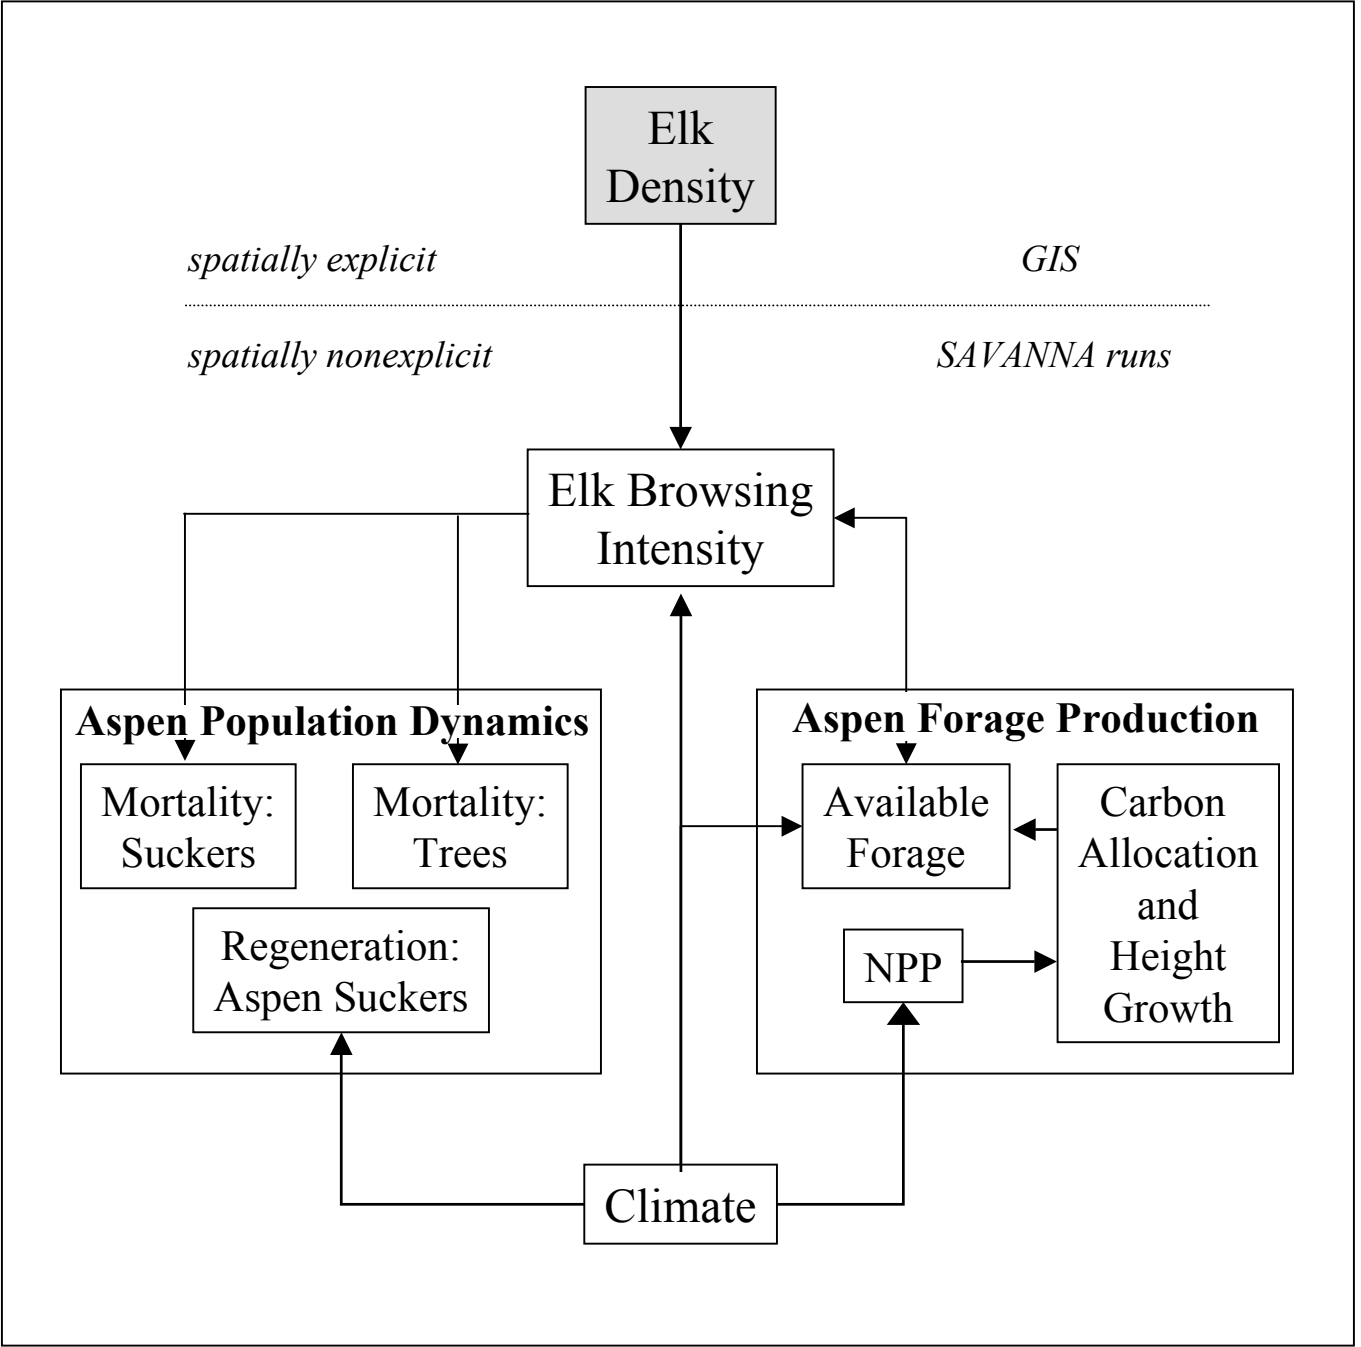 Elk
Density
spatially explicit
GIS
spatially nonexplicit
SAVANNA runs
Elk Browsing
Intensity
Aspen Population Dynamics
Mortality:
Suckers
Mortality:
Trees
Regeneration:
Aspen Suckers
Aspen Forage Production
Available
Forage
Carbon
Allocation
and
Height
Growth
NPP
Climate